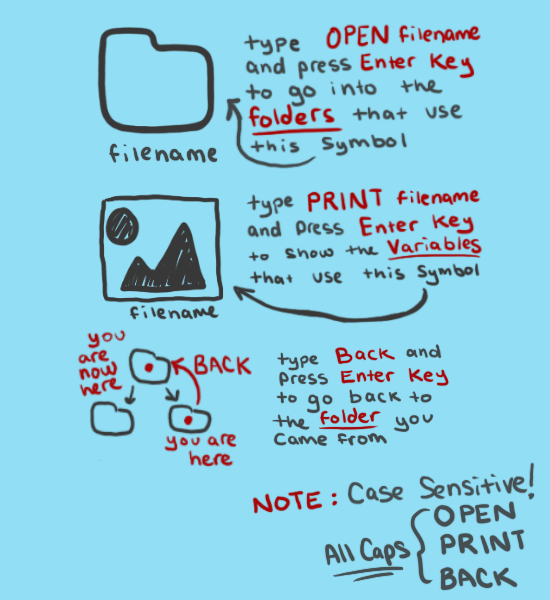 type OPEN filename
and press Enter Key
to go into the
folders that use
this Symbol
filename
type PRINT filename
and press Enter Key
to show the Variables
that use this Symbol
filename
you
are
now
here
BACK
you are
here
type Back and
press Enter Key
to go back to
the folder you
Came from
NOTE: Case Sensitive!
All Caps
OPEN
PRINT
BACK